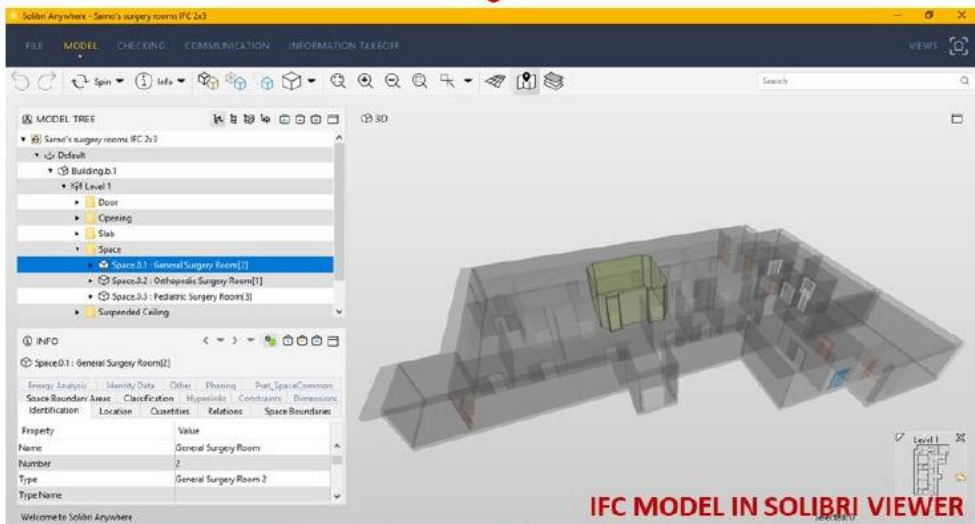 Solibri Anywhere - Sarno's surgery rooms IFC 2x3
FILE MODEL CHECKING COMMUNICATION INFORMATION TAKEOFF VIEWS
Spin Info Search
MODEL TREE
3D
Sarno's surgery rooms IFC 2x3
Default
Building.b.1
Level 1
Door
Opening
Slab
Space
Space.0.1 : General Surgery Room[2]
Space.0.2 : Orthopedic Surgery Room[1]
Space.0.3 : Pediatric Surgery Room[3]
Suspended Ceiling
INFO
Space.0.1 : General Surgery Room[2]
Energy Analysis Identity Data Other Phasing Pset_SpaceCommon
Space Boundary Areas Classification Hyperlinks Constraints Dimensions
Identification Location Quantities Relations Space Boundaries
Property Value
Name General Surgery Room
Number 2
Type General Surgery Room 2
Type Name
Level 1
IFC MODEL IN SOLIBRI VIEWER
Welcome to Solibri Anywhere